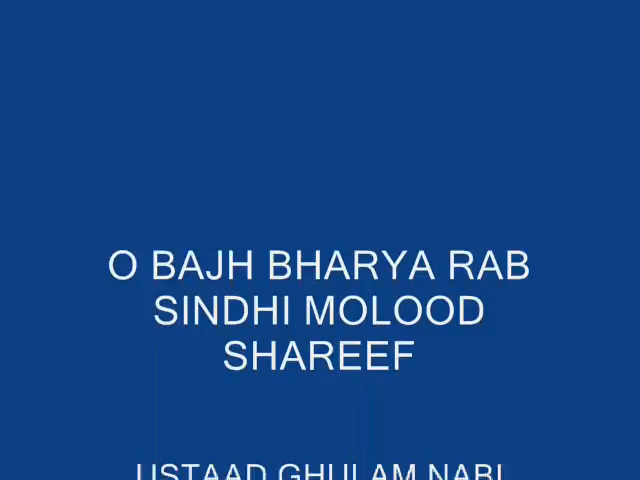 O BAJH BHARYA RAB
SINDHI MOLOOD
SHAREEF
USTAAD GHULAM NABI